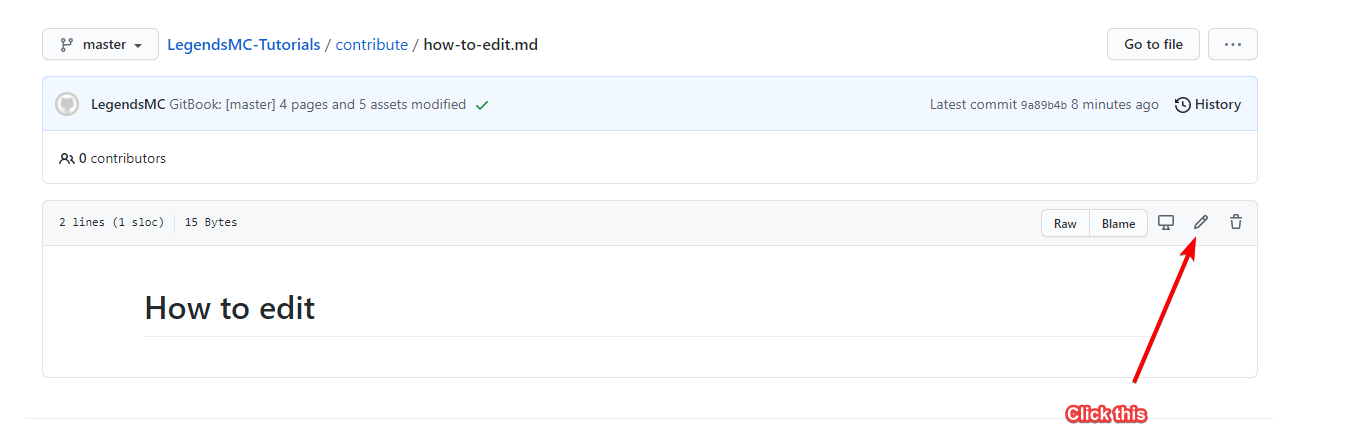 master LegendsMC-Tutorials / contribute / how-to-edit.md Go to file ...
LegendsMC GitBook: [master] 4 pages and 5 assets modified Latest commit 9a89b4b 8 minutes ago History
0 contributors
2 lines (1 sloc) 15 Bytes Raw Blame
How to edit
Click this